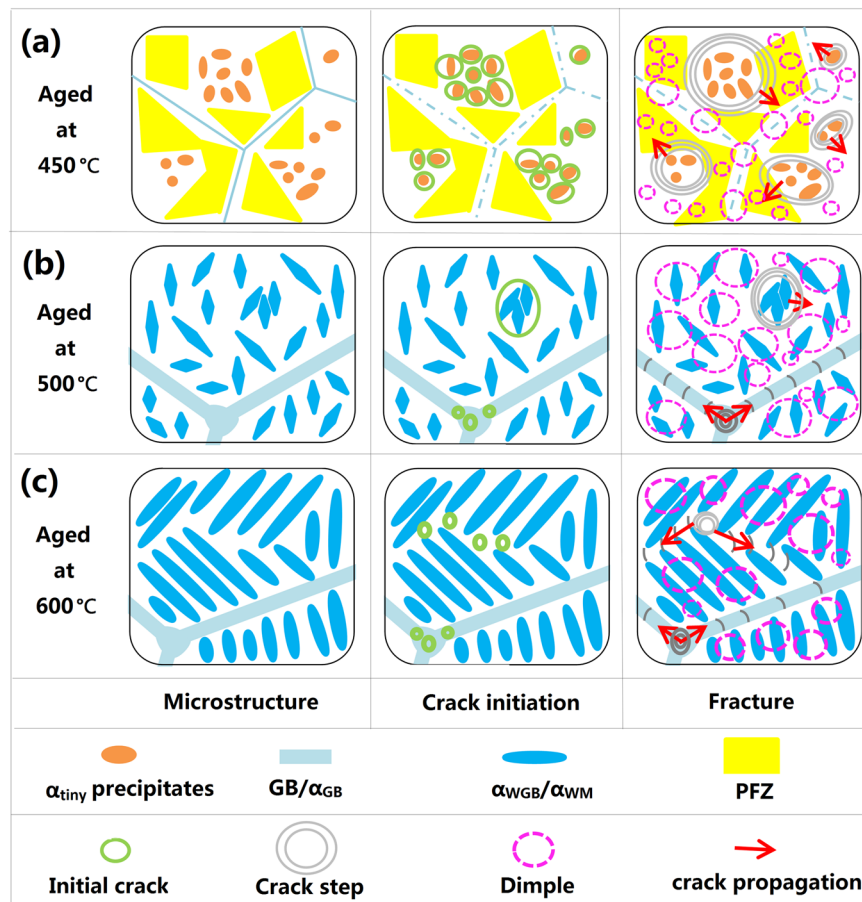 (a)
Aged
at
450℃
(b)
Aged
at
500℃
(c)
Aged
at
600℃
Microstructure
Crack initiation
Fracture
αtiny precipitates
GB/αGB
αWGB/αWM
PFZ
Initial crack
Crack step
Dimple
crack propagation